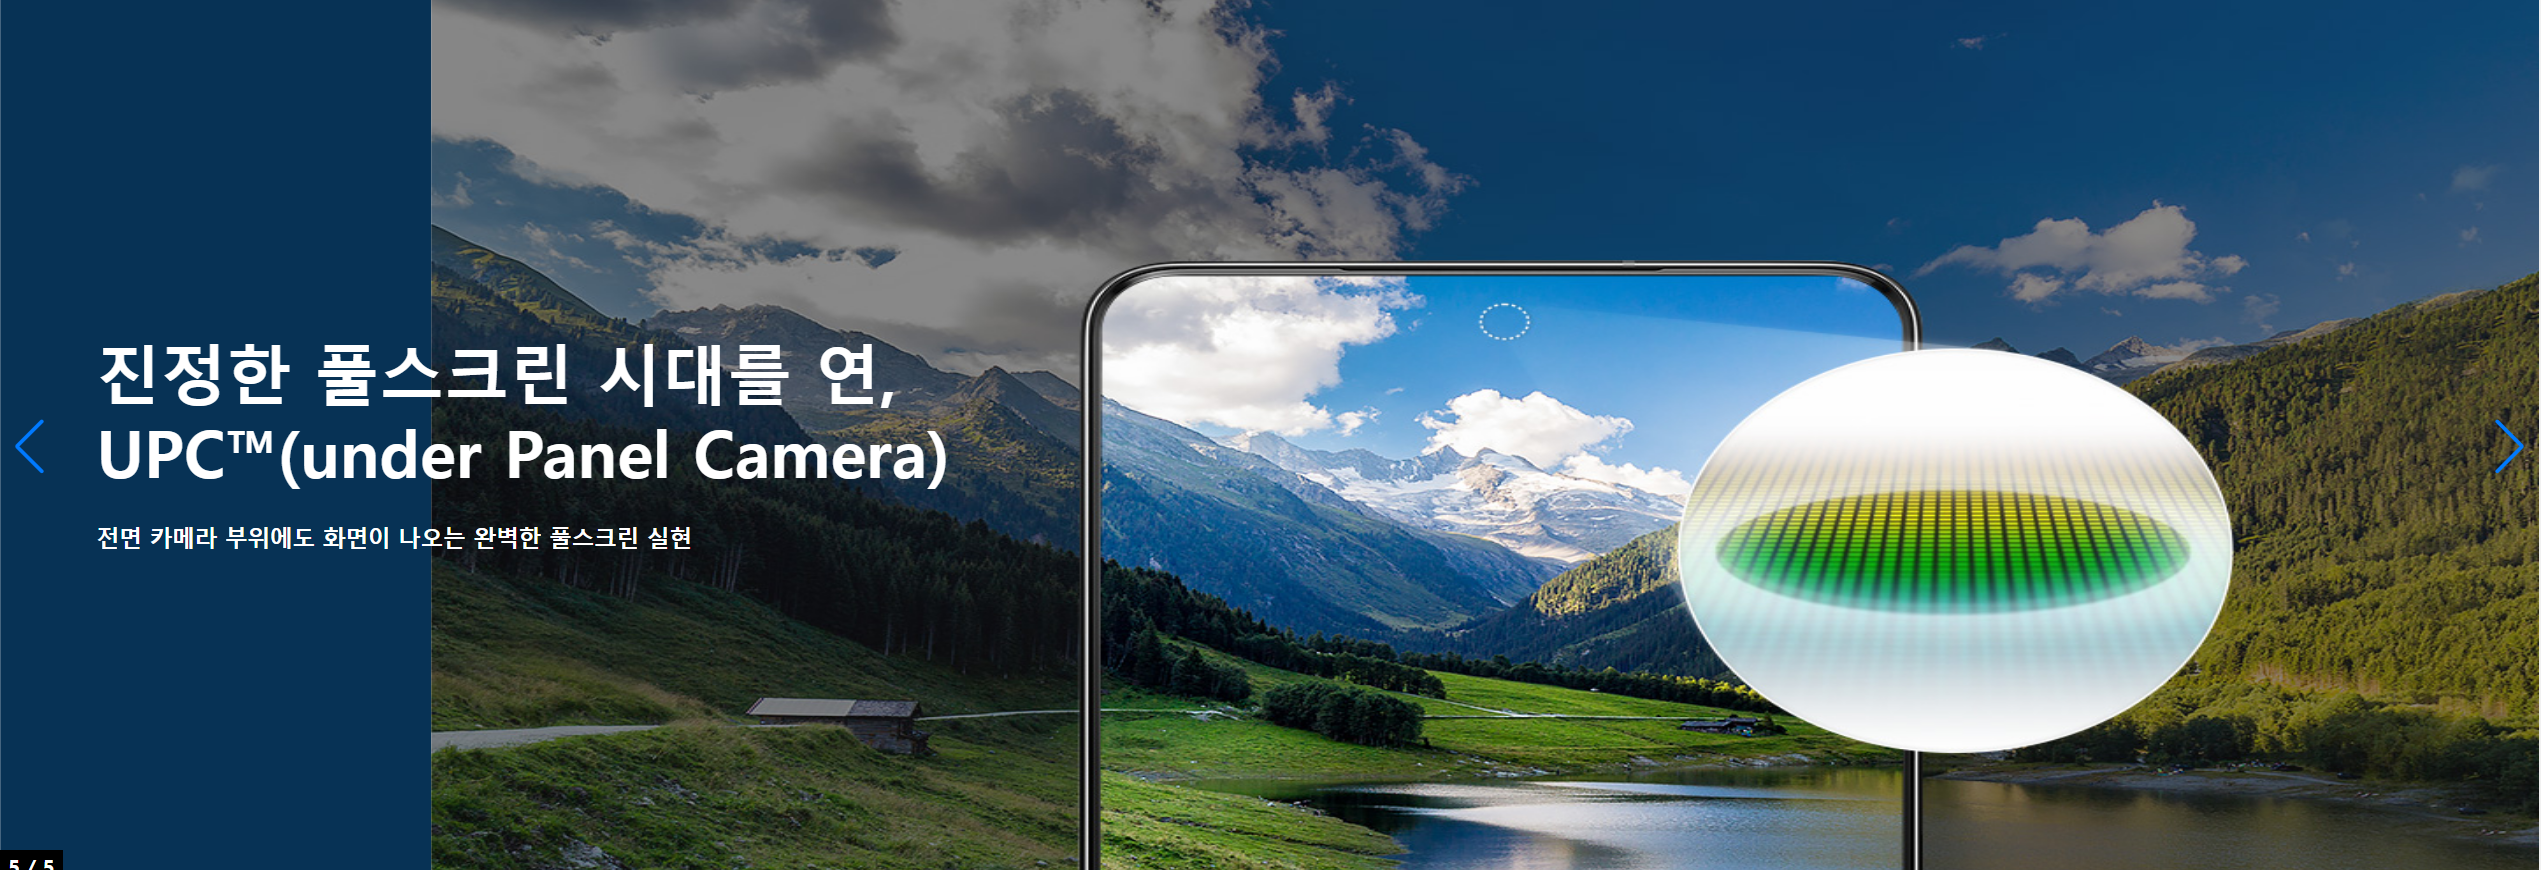 진정한 풀스크린 시대를 연,
UPC™(under Panel Camera)
전면 카메라 부위에도 화면이 나오는 완벽한 풀스크린 실현
5 / 5